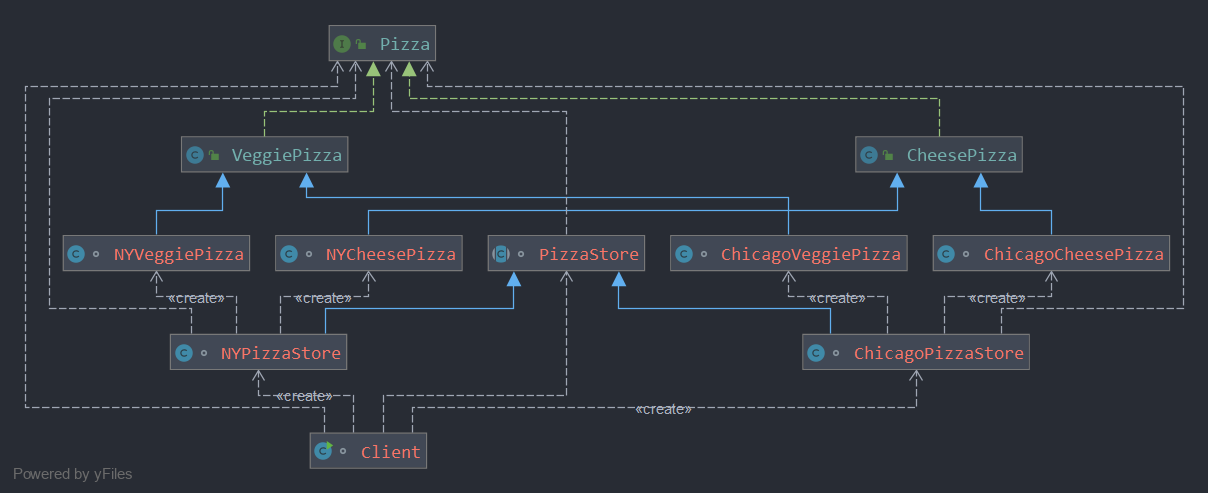 Pizza
VeggiePizza
CheesePizza
NYVeggiePizza
NYCheesePizza
PizzaStore
ChicagoVeggiePizza
ChicagoCheesePizza
«create»
«create»
«create»
«create»
NYPizzaStore
ChicagoPizzaStore
«create»
«create»
Client
Powered by yFiles